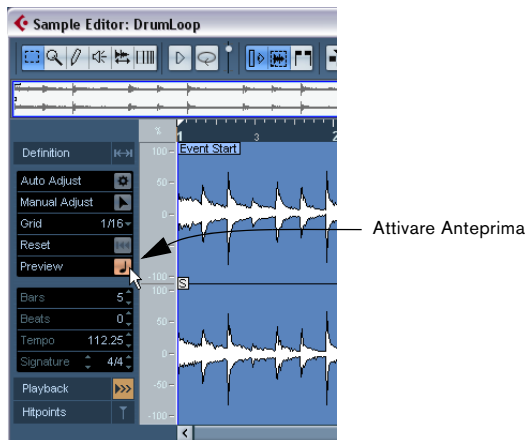 Sample Editor: DrumLoop
%
1
3
2
Definition
100
Event Start
Auto Adjust
50
Manual Adjust
Grid 1/16
0
Reset
Preview
Attivare Anteprima
-100
100
S
Bars 5
50
Beats 0
Tempo 112.25
0
Signature 4/4
Playback
-50
Hitpoints
-100